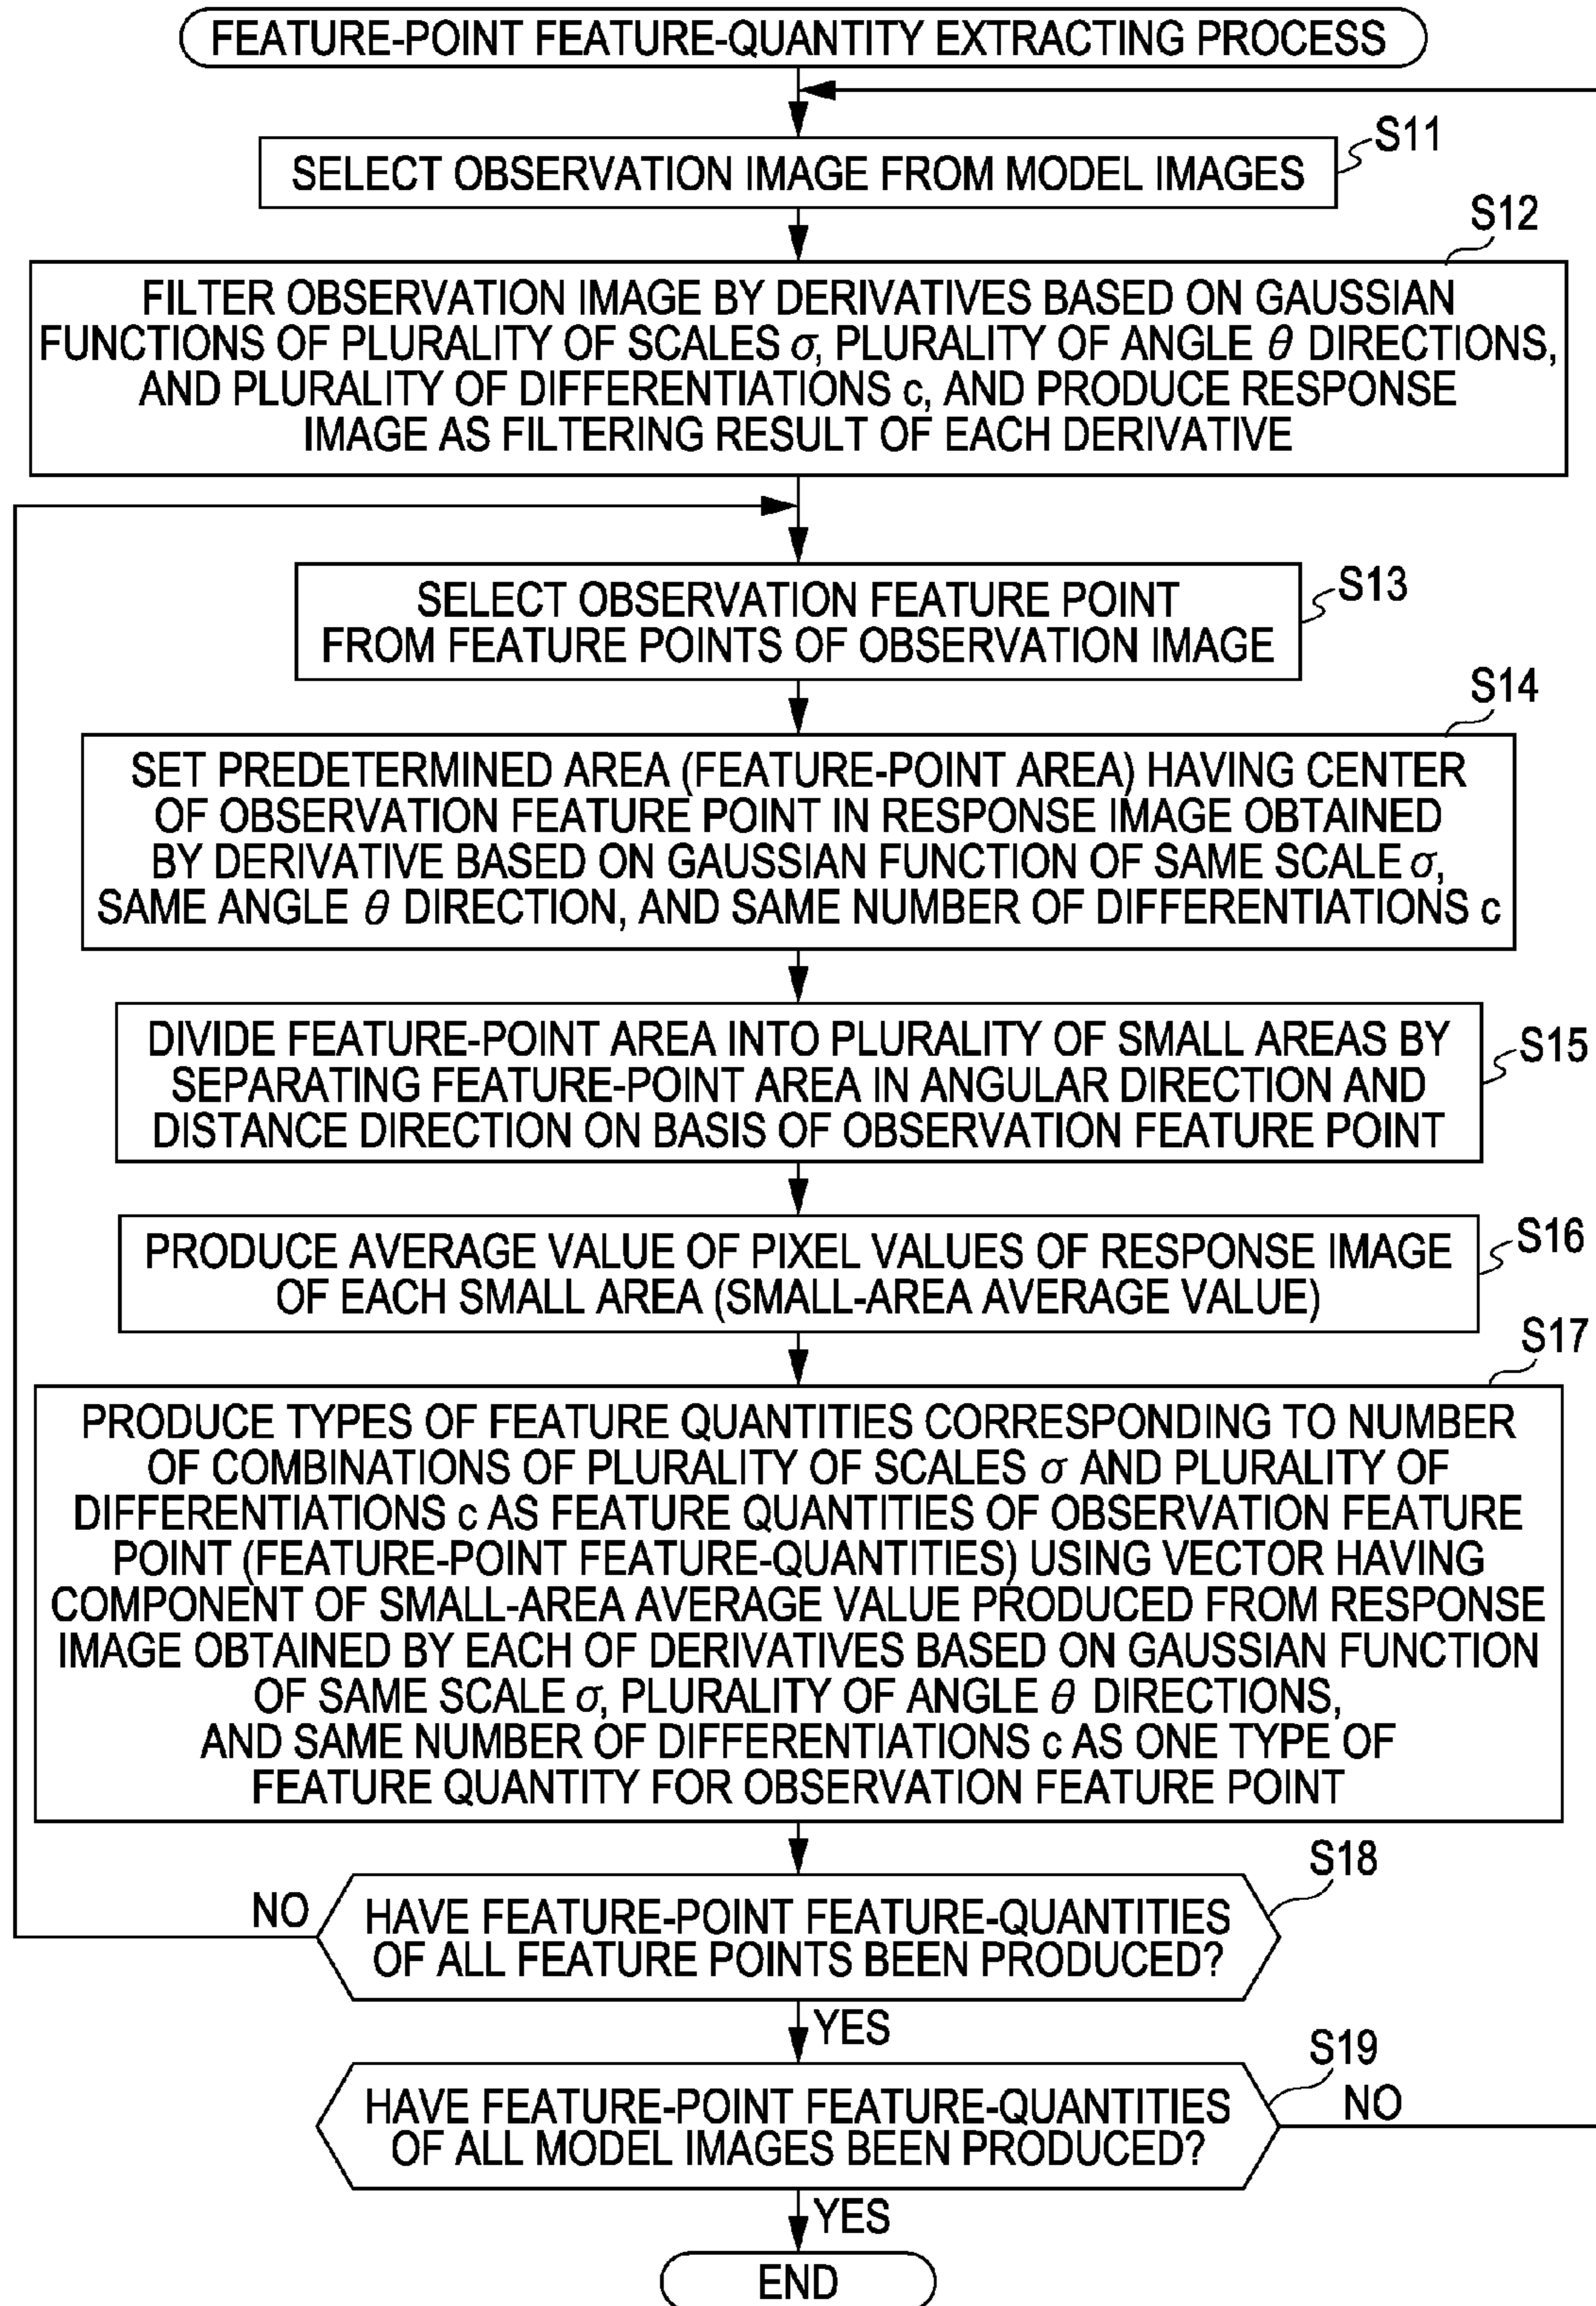 FEATURE-POINT FEATURE-QUANTITY EXTRACTING PROCESS
S11
SELECT OBSERVATION IMAGE FROM MODEL IMAGES
S12
FILTER OBSERVATION IMAGE BY DERIVATIVES BASED ON GAUSSIAN
FUNCTIONS OF PLURALITY OF SCALES σ, PLURALITY OF ANGLE θ DIRECTIONS,
AND PLURALITY OF DIFFERENTIATIONS c, AND PRODUCE RESPONSE
IMAGE AS FILTERING RESULT OF EACH DERIVATIVE
S13
SELECT OBSERVATION FEATURE POINT
FROM FEATURE POINTS OF OBSERVATION IMAGE
S14
SET PREDETERMINED AREA (FEATURE-POINT AREA) HAVING CENTER
OF OBSERVATION FEATURE POINT IN RESPONSE IMAGE OBTAINED
BY DERIVATIVE BASED ON GAUSSIAN FUNCTION OF SAME SCALE σ,
SAME ANGLE θ DIRECTION, AND SAME NUMBER OF DIFFERENTIATIONS c
DIVIDE FEATURE-POINT AREA INTO PLURALITY OF SMALL AREAS BY
S15
SEPARATING FEATURE-POINT AREA IN ANGULAR DIRECTION AND
DISTANCE DIRECTION ON BASIS OF OBSERVATION FEATURE POINT
S16
PRODUCE AVERAGE VALUE OF PIXEL VALUES OF RESPONSE IMAGE
OF EACH SMALL AREA (SMALL-AREA AVERAGE VALUE)
S17
PRODUCE TYPES OF FEATURE QUANTITIES CORRESPONDING TO NUMBER
OF COMBINATIONS OF PLURALITY OF SCALES σ AND PLURALITY OF
DIFFERENTIATIONS c AS FEATURE QUANTITIES OF OBSERVATION FEATURE
POINT (FEATURE-POINT FEATURE-QUANTITIES) USING VECTOR HAVING
COMPONENT OF SMALL-AREA AVERAGE VALUE PRODUCED FROM RESPONSE
IMAGE OBTAINED BY EACH OF DERIVATIVES BASED ON GAUSSIAN FUNCTION
OF SAME SCALE σ, PLURALITY OF ANGLE θ DIRECTIONS,
AND SAME NUMBER OF DIFFERENTIATIONS c AS ONE TYPE OF
FEATURE QUANTITY FOR OBSERVATION FEATURE POINT
S18
NO
HAVE FEATURE-POINT FEATURE-QUANTITIES
OF ALL FEATURE POINTS BEEN PRODUCED?
YES
S19
HAVE FEATURE-POINT FEATURE-QUANTITIES
NO
OF ALL MODEL IMAGES BEEN PRODUCED?
YES
END